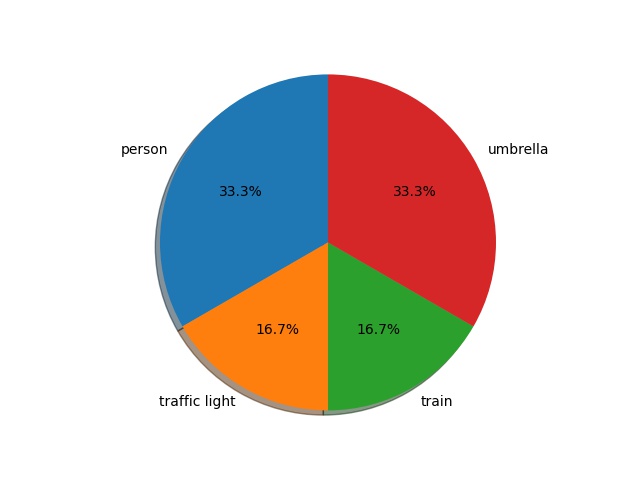 person
umbrella
33.3%
33.3%
16.7%
16.7%
traffic light
train